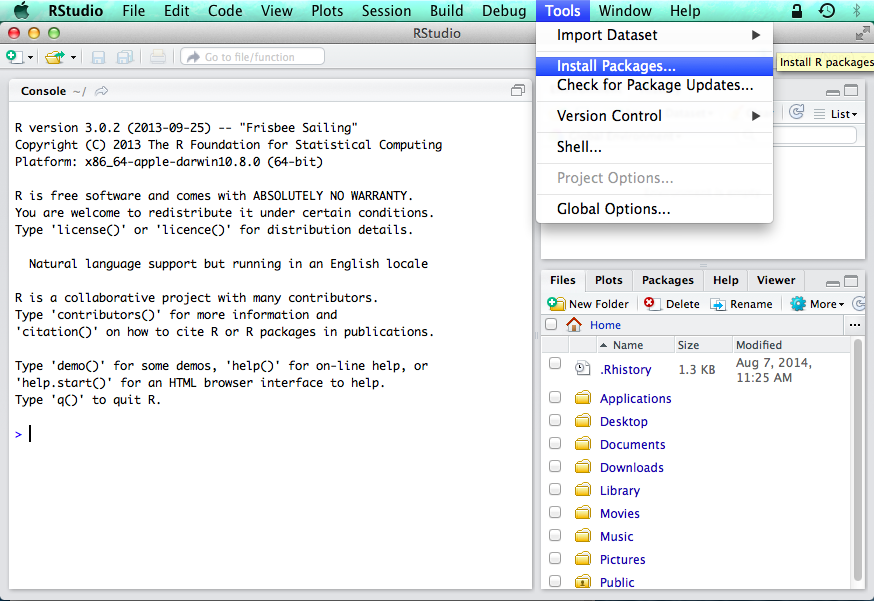 RStudio File Edit Code View Plots Session Build Debug Tools Window Help
RStudio
Go to file/function
Import Dataset
Install Packages...
Install R packages
Check for Package Updates...
Version Control
Shell...
Project Options...
Global Options...
List
Console ~/
R version 3.0.2 (2013-09-25) -- "Frisbee Sailing"
Copyright (C) 2013 The R Foundation for Statistical Computing
Platform: x86_64-apple-darwin10.8.0 (64-bit)
R is free software and comes with ABSOLUTELY NO WARRANTY.
You are welcome to redistribute it under certain conditions.
Type 'license()' or 'licence()' for distribution details.
Natural language support but running in an English locale
R is a collaborative project with many contributors.
Type 'contributors()' for more information and
'citation()' on how to cite R or R packages in publications.
Type 'demo()' for some demos, 'help()' for on-line help, or
'help.start()' for an HTML browser interface to help.
Type 'q()' to quit R.
>
Files Plots Packages Help Viewer
New Folder Delete Rename More
Home ...
Name Size Modified
.Rhistory 1.3 KB Aug 7, 2014,
11:25 AM
Applications
Desktop
Documents
Downloads
Library
Movies
Music
Pictures
Public